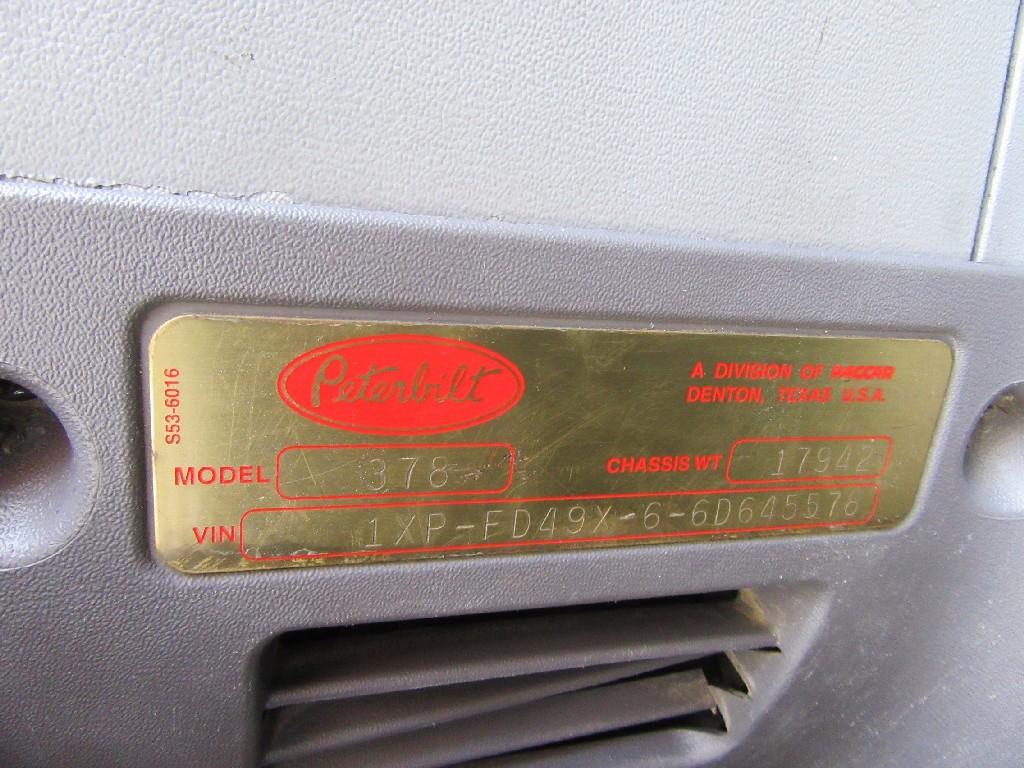 S53-6016
Peterbilt
A DIVISION OF PACCAR
DENTON, TEXAS U.S.A.
MODEL 378
CHASSIS WT 17942
VIN 1XP-FD49X-6-6D645576